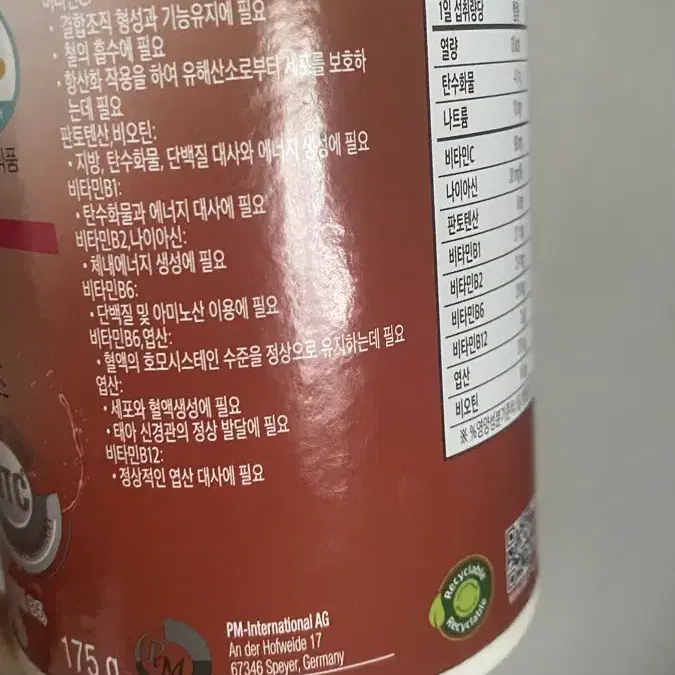 비타민C:
· 결합조직 형성과 기능유지에 필요
· 철의 흡수에 필요
· 항산화 작용을 하여 유해산소로부터 세포를 보호하
는데 필요
판토텐산, 비오틴:
· 지방, 탄수화물, 단백질 대사와 에너지 생성에 필요
비타민B1:
· 탄수화물과 에너지 대사에 필요
비타민B2,나이아신:
· 체내에너지 생성에 필요
비타민B6:
· 단백질 및 아미노산 이용에 필요
비타민B6,엽산:
· 혈액의 호모시스테인 수준을 정상으로 유지하는데 필요
엽산:
· 세포와 혈액생성에 필요
· 태아 신경관의 정상 발달에 필요
비타민B12:
· 정상적인 엽산 대사에 필요
1일 섭취량당
열량
탄수화물
나트륨
비타민C
나이아신
판토텐산
비타민B1
비타민B2
비타민B6
비타민B12
엽산
비오틴
※ %영양성분기준치
175 g
PM
PM-International AG
An der Hofweide 17
67346 Speyer, Germany
Recyclable
Recyclable